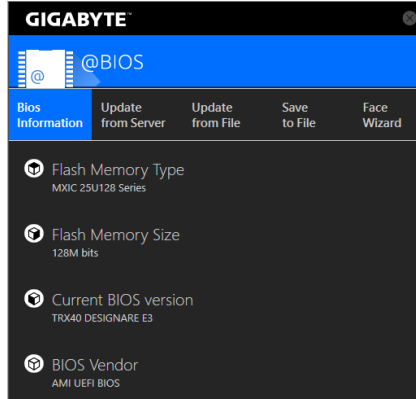 GIGABYTE™
@
@BIOS
Bios
Information
Update
from Server
Update
from File
Save
to File
Face
Wizard
Flash Memory Type
MXIC 25U128 Series
Flash Memory Size
128M bits
Current BIOS version
TRX40 DESIGNARE E3
BIOS Vendor
AMI UEFI BIOS